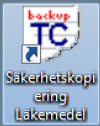 backup
TC
Säkerhetskopi
ering
Läkemedel